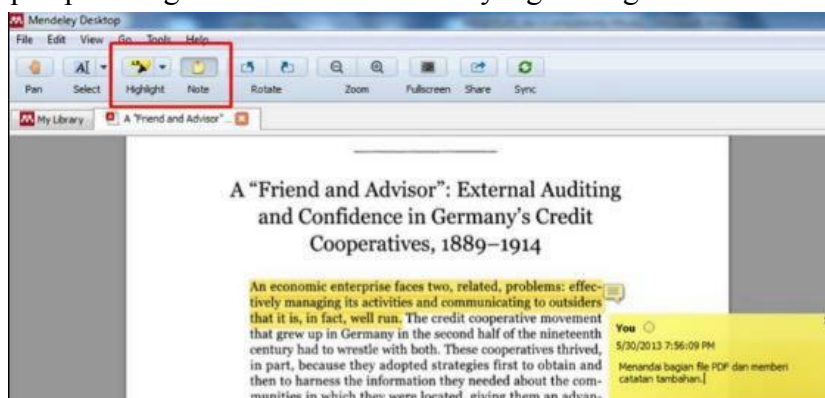 Mendeley Desktop
File Edit View Go Tools Help
Pan Select Highlight Note Rotate Zoom Fullscreen Share Sync
My Library A "Friend and Advisor"...
A “Friend and Advisor”: External Auditing
and Confidence in Germany’s Credit
Cooperatives, 1889–1914
An economic enterprise faces two, related, problems: effec-
tively managing its activities and communicating to outsiders
that it is, in fact, well run. The credit cooperative movement
that grew up in Germany in the second half of the nineteenth
century had to wrestle with both. These cooperatives thrived,
in part, because they adopted strategies first to obtain and
then to harness the information they needed about the com-
munities in which they were located, giving them an advan-
You
5/30/2013 7:56:09 PM
Menandai bagian file PDF dan memberi
catatan tambahan.